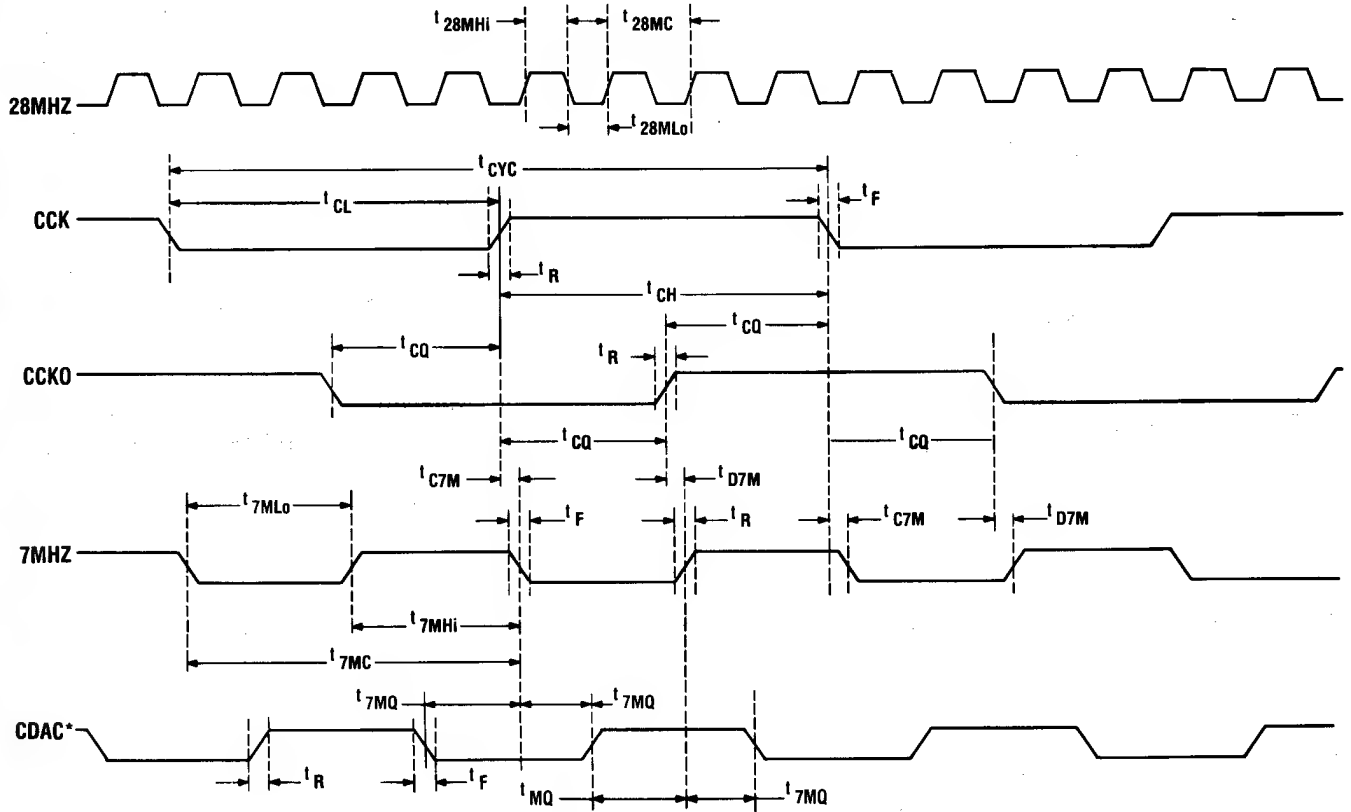 t28MHi t28MC
28MHZ
t28MLo
tCYC
tCL tF
CCK
tR
tCH
tCQ tCQ
tR
CCKO
tCQ tCQ
tC7M tD7M
t7MLo tF tR tC7M tD7M
7MHZ
t7MHi
t7MC
t7MQ t7MQ
CDAC*
tR tF
tMQ t7MQ